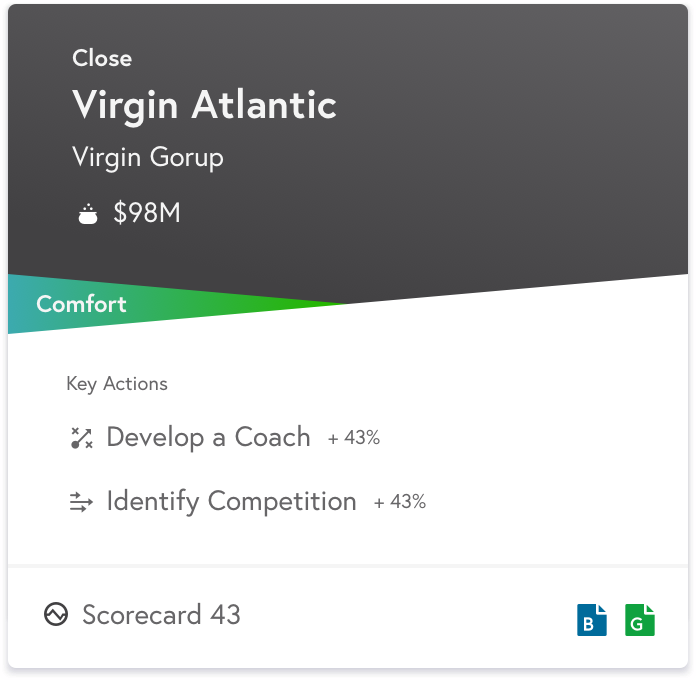 Close
Virgin Atlantic
Virgin Gorup
$98M
Comfort
Key Actions
Develop a Coach + 43%
Identify Competition + 43%
Scorecard 43
B G